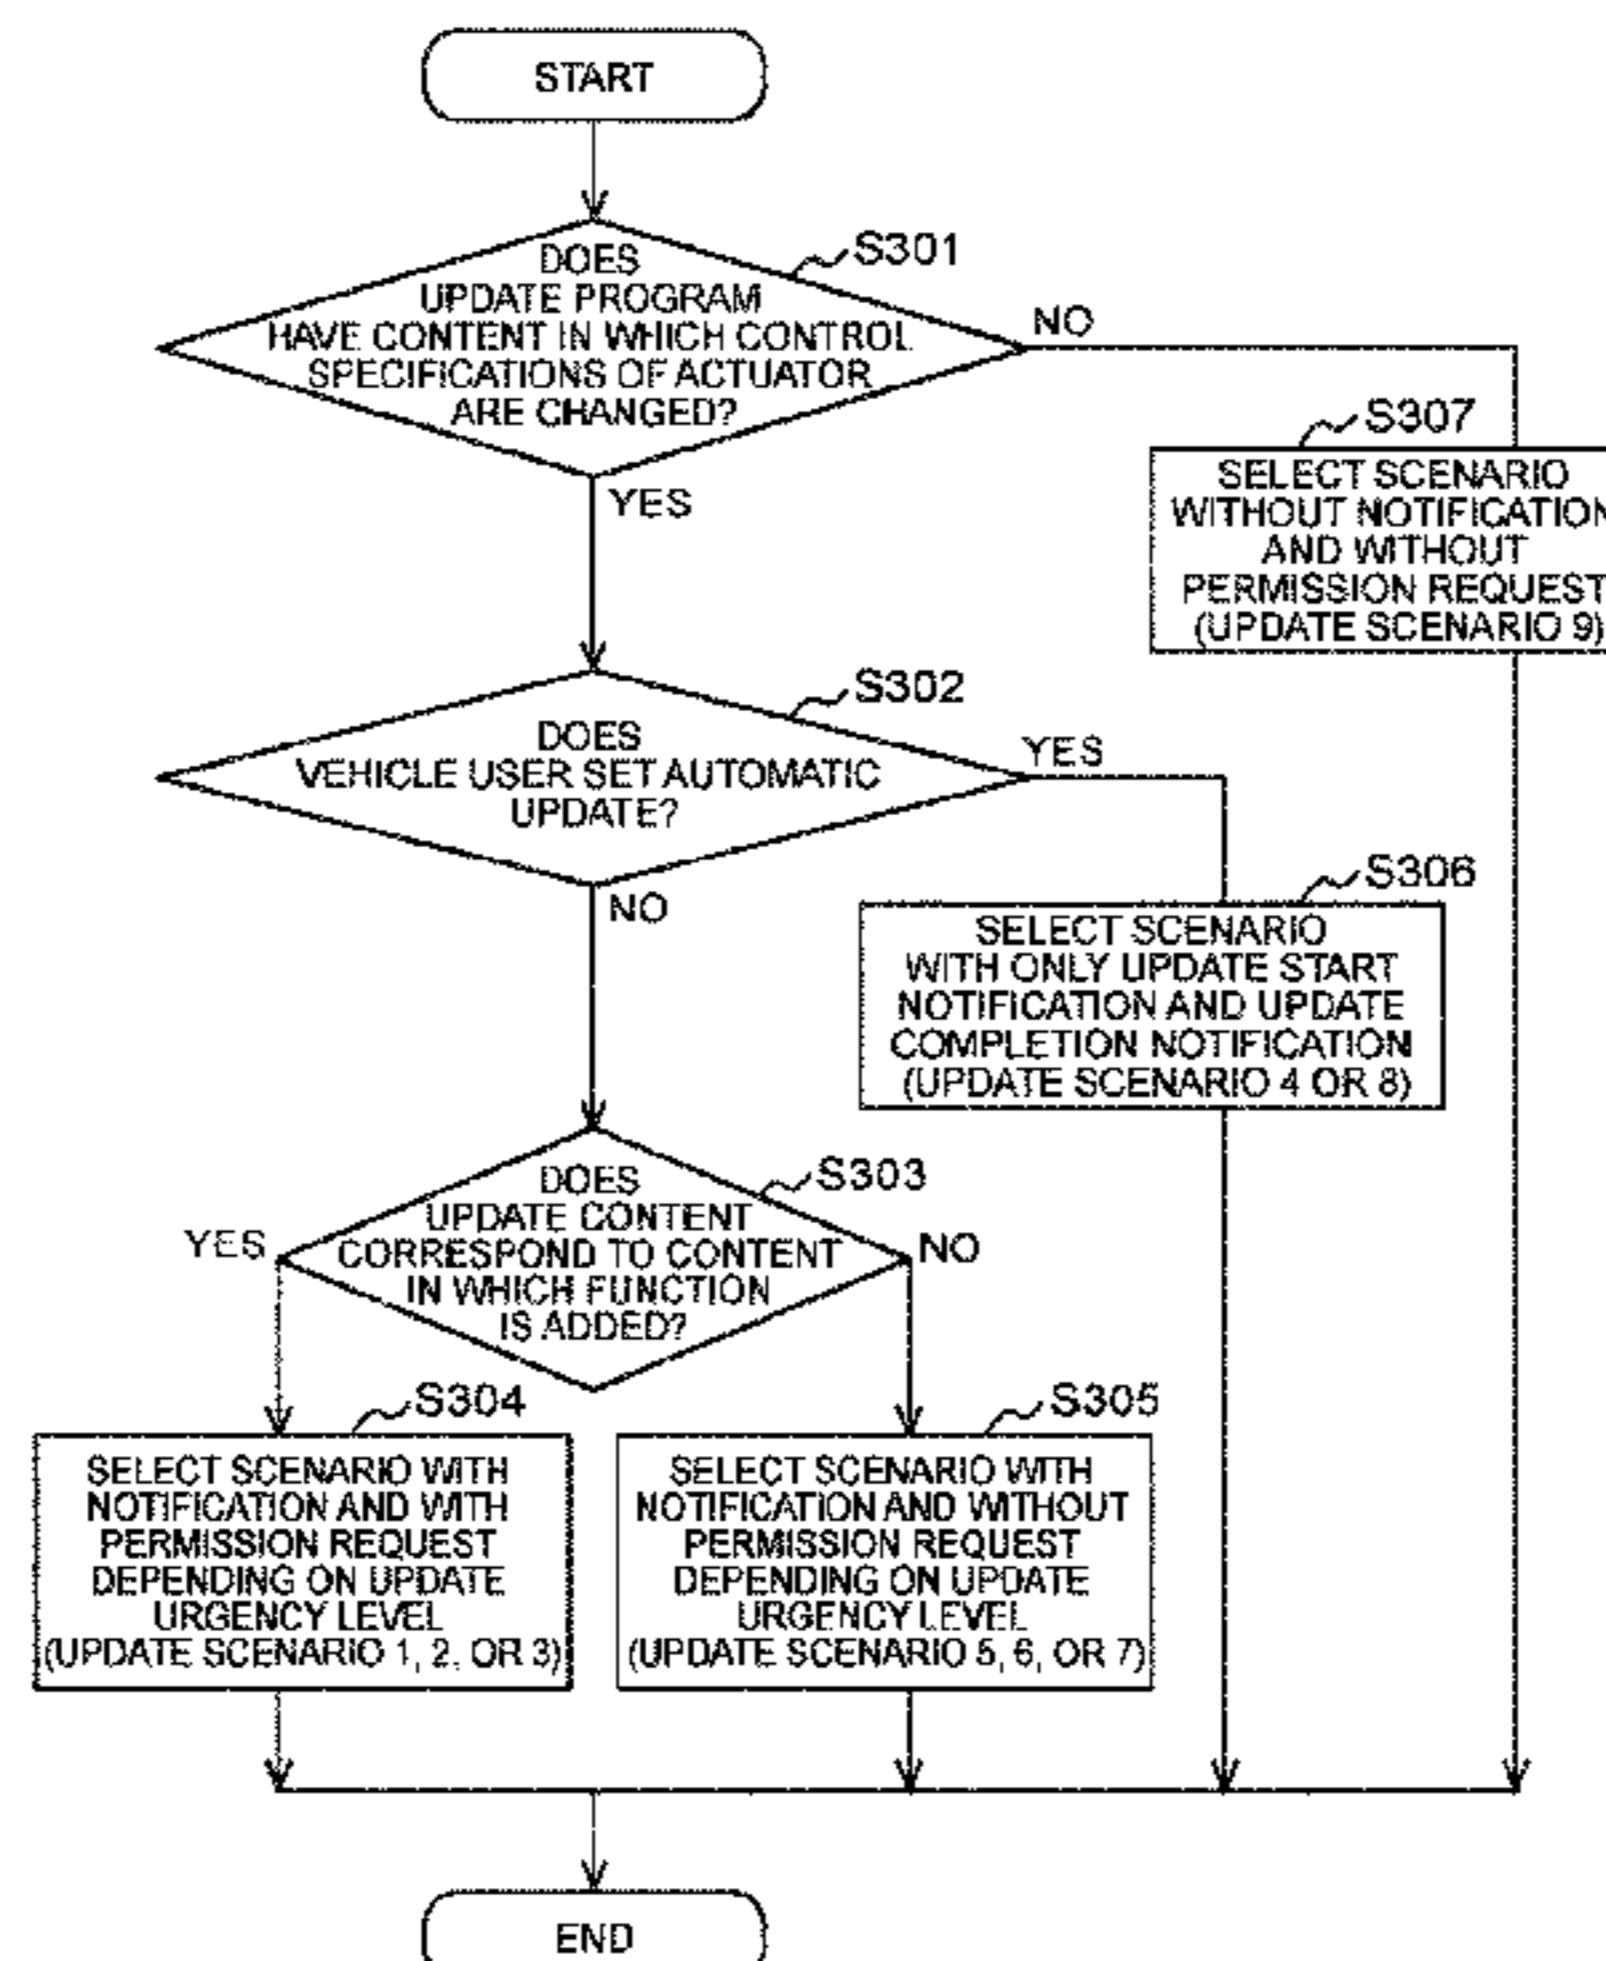 START
S301
DOES
UPDATE PROGRAM
HAVE CONTENT IN WHICH CONTROL
SPECIFICATIONS OF ACTUATOR
ARE CHANGED?
NO
YES
S307
SELECT SCENARIO
WITHOUT NOTIFICATION
AND WITHOUT
PERMISSION REQUEST
(UPDATE SCENARIO 9)
S302
DOES
VEHICLE USER SET AUTOMATIC
UPDATE?
YES
NO
S306
SELECT SCENARIO
WITH ONLY UPDATE START
NOTIFICATION AND UPDATE
COMPLETION NOTIFICATION
(UPDATE SCENARIO 4 OR 8)
S303
DOES
UPDATE CONTENT
CORRESPOND TO CONTENT
IN WHICH FUNCTION
IS ADDED?
YES
NO
S304
SELECT SCENARIO WITH
NOTIFICATION AND WITH
PERMISSION REQUEST
DEPENDING ON UPDATE
URGENCY LEVEL
(UPDATE SCENARIO 1, 2, OR 3)
S305
SELECT SCENARIO WITH
NOTIFICATION AND WITHOUT
PERMISSION REQUEST
DEPENDING ON UPDATE
URGENCY LEVEL
(UPDATE SCENARIO 5, 6, OR 7)
END